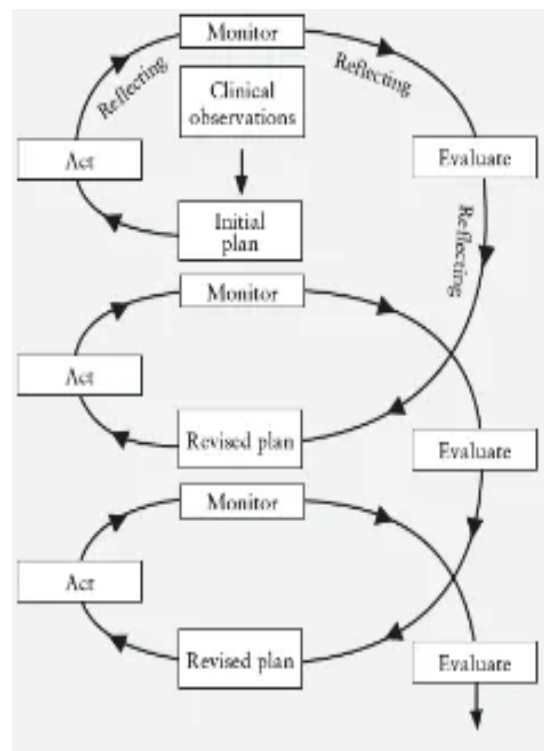 Monitor
Reflecting
Reflecting
Clinical
observations
Act
Evaluate
Initial
plan
Reflecting
Monitor
Act
Revised plan
Evaluate
Monitor
Act
Revised plan
Evaluate